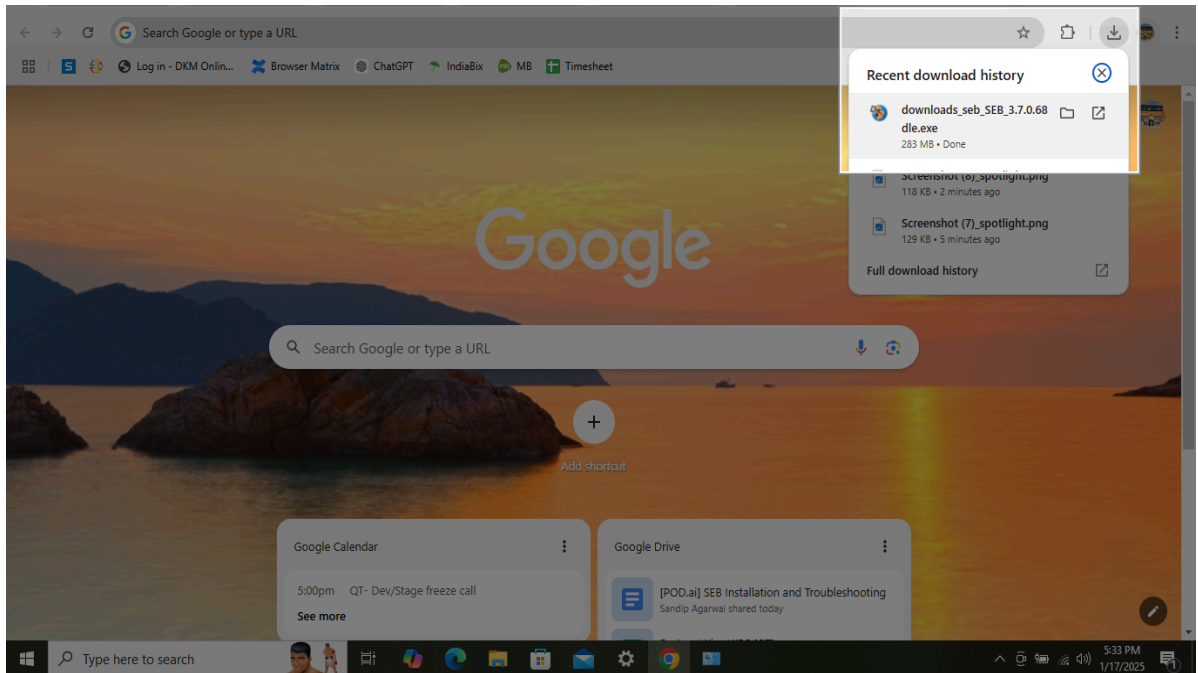 Search Google or type a URL
Log in - DKM Onlin...
Browser Matrix
ChatGPT
IndiaBix
MB
Timesheet
Recent download history
downloads_seb_SEB_3.7.0.68
dle.exe
283 MB • Done
Screenshot (8)_spotlight.png
118 KB • 2 minutes ago
Screenshot (7)_spotlight.png
129 KB • 5 minutes ago
Full download history
Google
Search Google or type a URL
Add shortcut
Google Calendar
5:00pm QT- Dev/Stage freeze call
See more
Google Drive
[POD.ai] SEB Installation and Troubleshooting
Sandip Agarwal shared today
Type here to search
5:33 PM
1/17/2025